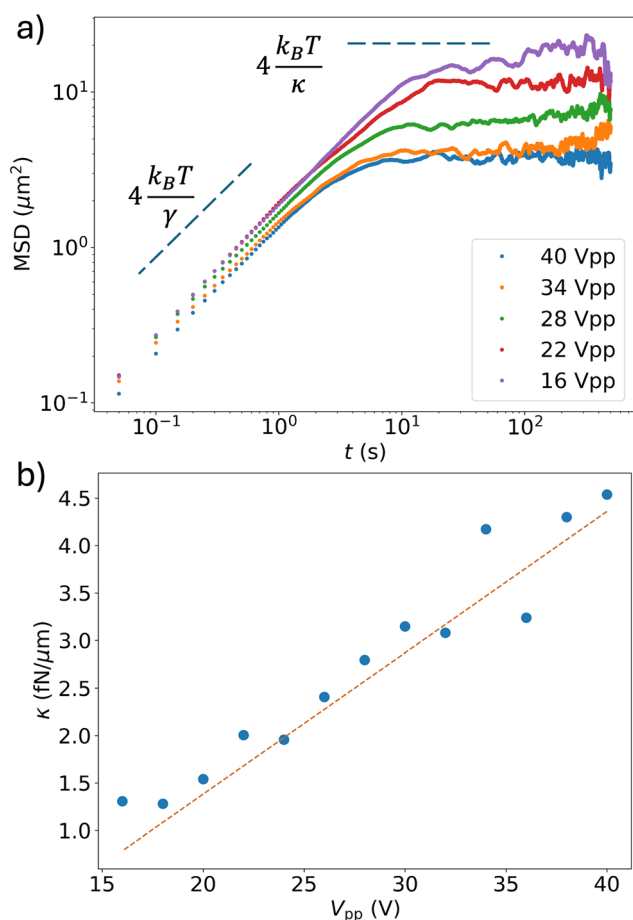 a)
4 k_BT/κ
4 k_BT/γ
MSD (μm²)
10¹
10⁰
10⁻¹
10⁻¹ 10⁰ 10¹ 10²
t (s)
40 Vpp
34 Vpp
28 Vpp
22 Vpp
16 Vpp
b)
κ (fN/μm)
4.5
4.0
3.5
3.0
2.5
2.0
1.5
1.0
15 20 25 30 35 40
V_pp (V)